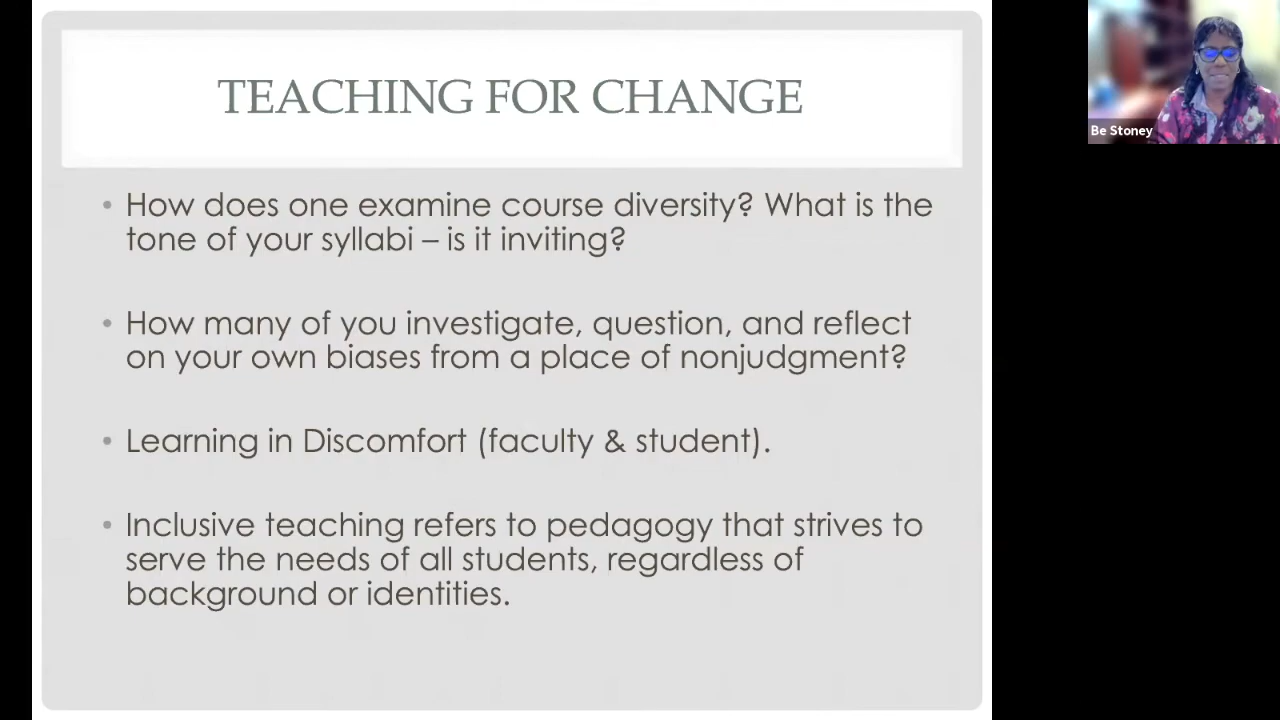 TEACHING FOR CHANGE
• How does one examine course diversity? What is the
tone of your syllabi – is it inviting?
• How many of you investigate, question, and reflect
on your own biases from a place of nonjudgment?
• Learning in Discomfort (faculty & student).
• Inclusive teaching refers to pedagogy that strives to
serve the needs of all students, regardless of
background or identities.
Be Stoney